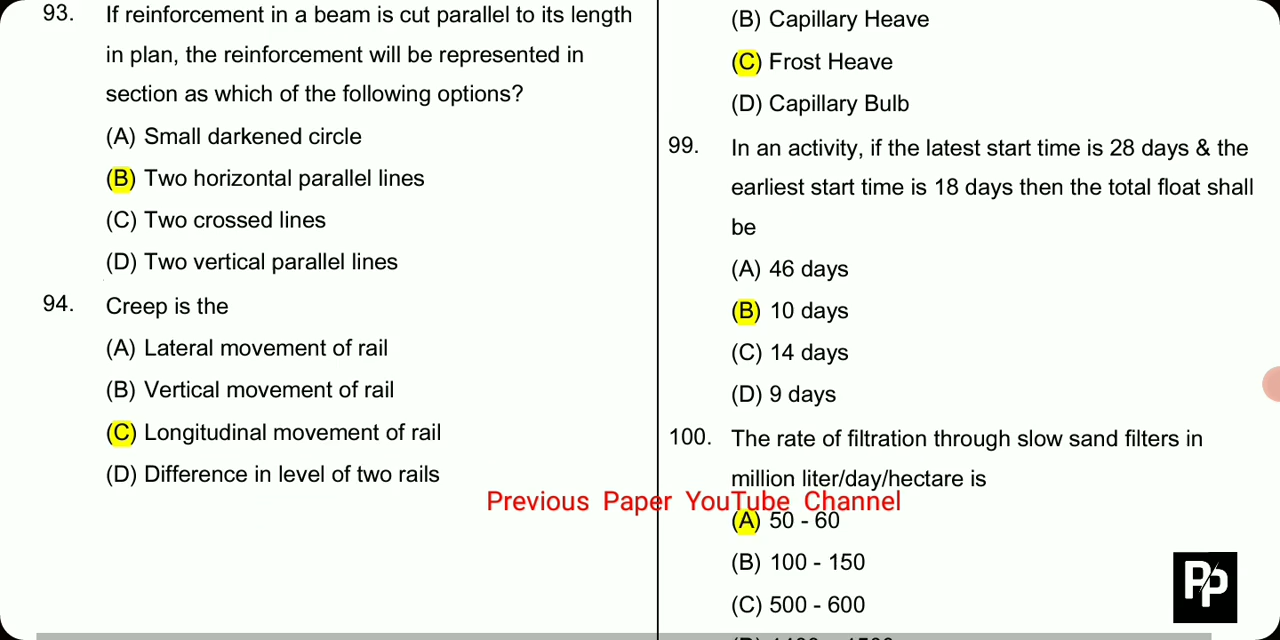 93. If reinforcement in a beam is cut parallel to its length
in plan, the reinforcement will be represented in
section as which of the following options?
(A) Small darkened circle
(B) Two horizontal parallel lines
(C) Two crossed lines
(D) Two vertical parallel lines
94. Creep is the
(A) Lateral movement of rail
(B) Vertical movement of rail
(C) Longitudinal movement of rail
(D) Difference in level of two rails
(B) Capillary Heave
(C) Frost Heave
(D) Capillary Bulb
99. In an activity, if the latest start time is 28 days & the
earliest start time is 18 days then the total float shall
be
(A) 46 days
(B) 10 days
(C) 14 days
(D) 9 days
100. The rate of filtration through slow sand filters in
million liter/day/hectare is
Previous Paper YouTube Channel
(A) 50 - 60
(B) 100 - 150
(C) 500 - 600
Pp